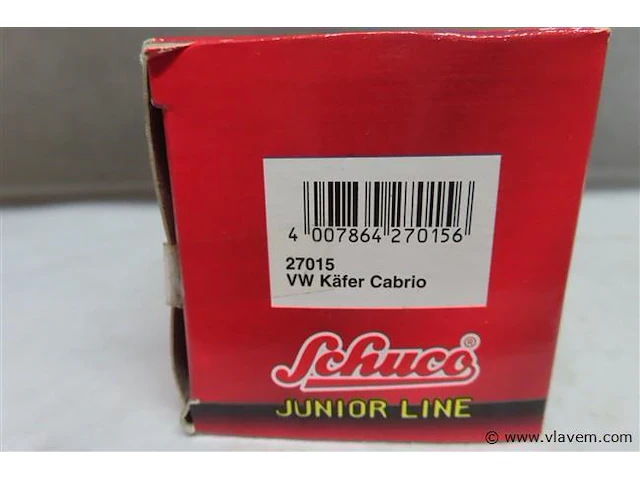 4 007864 270156
27015
VW Käfer Cabrio
Schuco®
JUNIOR LINE
© www.vlavem.com